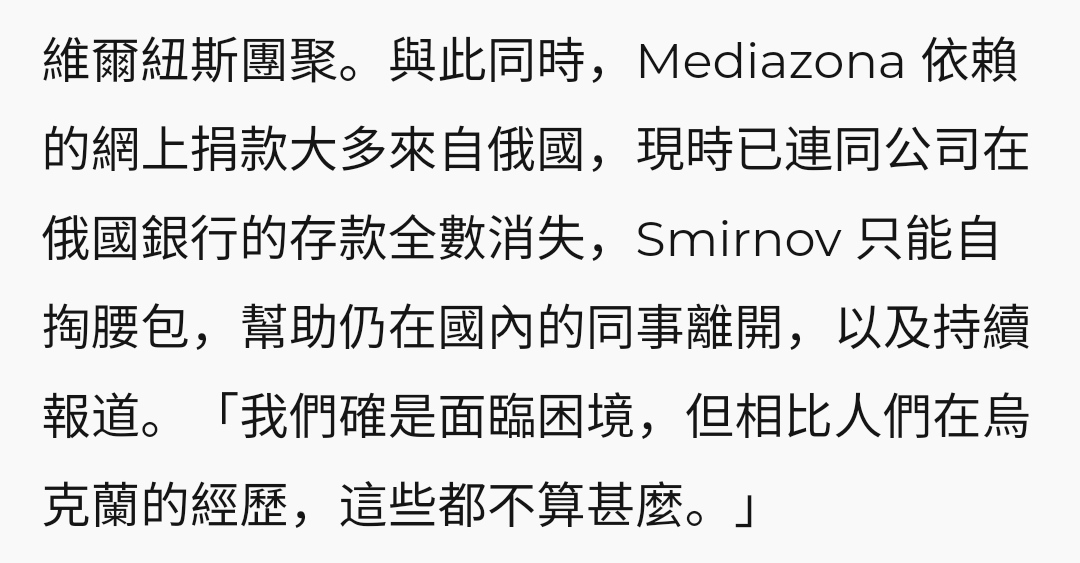 維爾紐斯團聚。與此同時，Mediazona 依賴
的網上捐款大多來自俄國，現時已連同公司在
俄國銀行的存款全數消失，Smirnov 只能自
掏腰包，幫助仍在國內的同事離開，以及持續
報道。「我們確是面臨困境，但相比人們在烏
克蘭的經歷，這些都不算甚麼。」